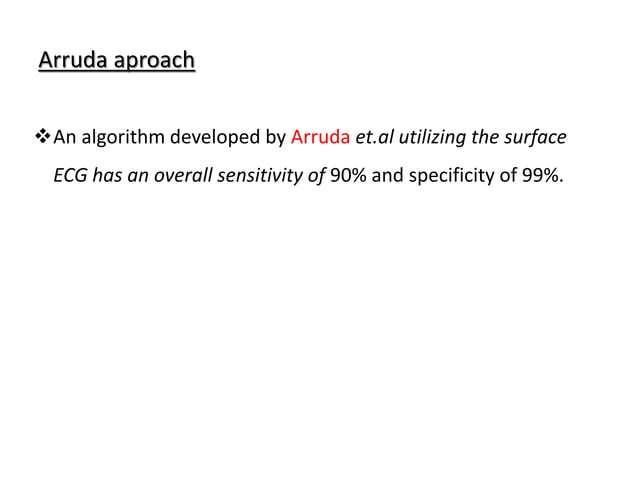 Arruda aproach
❖An algorithm developed by Arruda et.al utilizing the surface
ECG has an overall sensitivity of 90% and specificity of 99%.